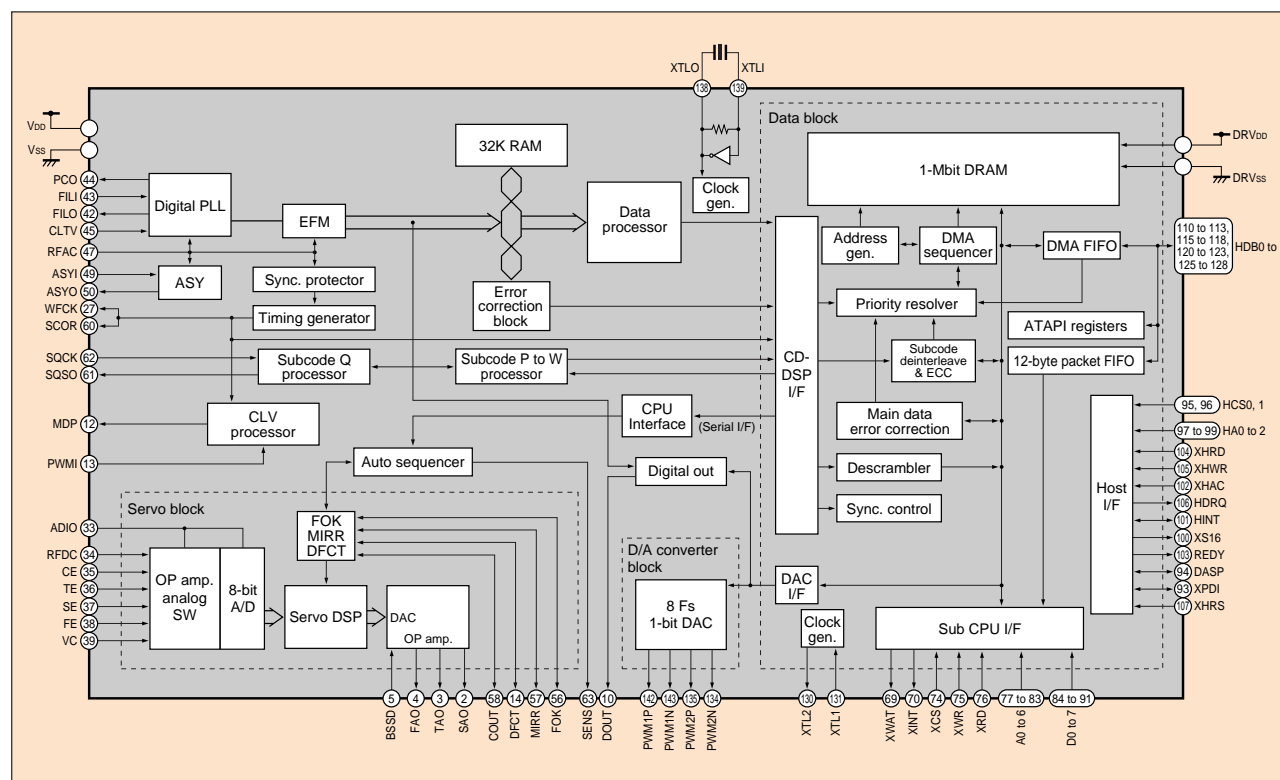 XTLO
XTLI
138
139
VDD
VSS
PCO 44
FILI 43
FILO 42
CLTV 45
RFAC 47
ASYI 49
ASYO 50
WFCK 27
SCOR 60
SQCK 62
SQSO 61
MDP 12
PWMI 13
ADIO 33
RFDC 34
CE 35
TE 36
SE 37
FE 38
VC 39
Digital PLL
ASY
EFM
Sync. protector
Timing generator
32K RAM
Error
correction
block
Data
processor
Clock
gen.
Subcode Q
processor
Subcode P to W
processor
CLV
processor
CPU
Interface
(Serial I/F)
Auto sequencer
Digital out
Servo block
FOK
MIRR
DFCT
OP amp.
analog
SW
8-bit
A/D
Servo DSP
DAC
OP amp.
D/A converter
block
8 Fs
1-bit DAC
Data block
1-Mbit DRAM
Address
gen.
DMA
sequencer
DMA FIFO
Priority resolver
ATAPI registers
Subcode
deinterleave
& ECC
12-byte packet FIFO
CD-
DSP
I/F
Main data
error correction
Descrambler
Sync. control
Host
I/F
DAC
I/F
Clock
gen.
Sub CPU I/F
DRVDD
DRVSS
110 to 113,
115 to 118,
120 to 123,
125 to 128
HDB0 to
95, 96 HCS0, 1
97 to 99 HA0 to 2
104 XHRD
105 XHWR
102 XHAC
106 HDRQ
101 HINT
100 XS16
103 REDY
94 DASP
93 XPDI
107 XHRS
5 BSSD
4 FAO
3 TAO
2 SAO
58 COUT
14 DFCT
57 MIRR
56 FOK
63 SENS
10 DOUT
142 PWM1P
143 PWM1N
135 PWM2P
134 PWM2N
130 XTL2
131 XTL1
69 XWAT
70 XINT
74 XCS
75 XWR
76 XRD
77 to 83 A0 to 6
84 to 91 D0 to 7